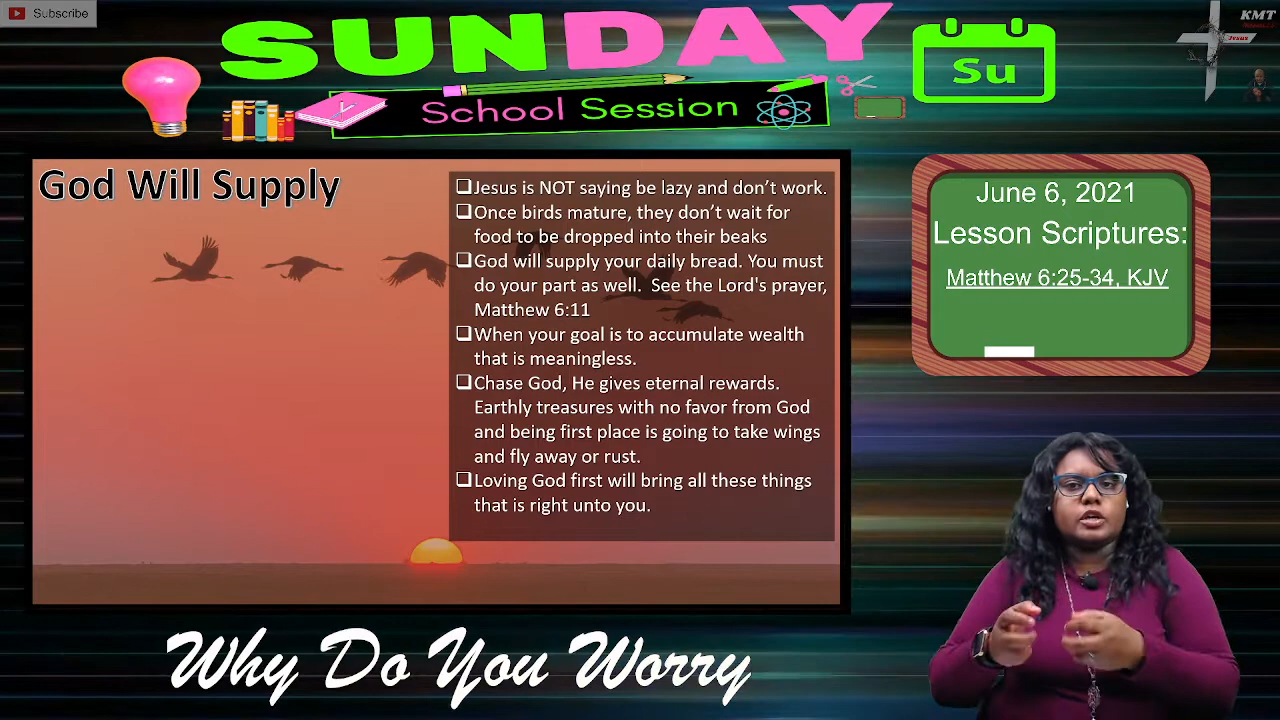 Subscribe
SUNDAY
KMT
Jesus
Su
School Session
God Will Supply
Jesus is NOT saying be lazy and don't work.
Once birds mature, they don't wait for
food to be dropped into their beaks
God will supply your daily bread. You must
do your part as well.  See the Lord's prayer,
Matthew 6:11
When your goal is to accumulate wealth
that is meaningless.
Chase God, He gives eternal rewards.
Earthly treasures with no favor from God
and being first place is going to take wings
and fly away or rust.
Loving God first will bring all these things
that is right unto you.
June 6, 2021
Lesson Scriptures:
Matthew 6:25-34, KJV
Why Do You Worry